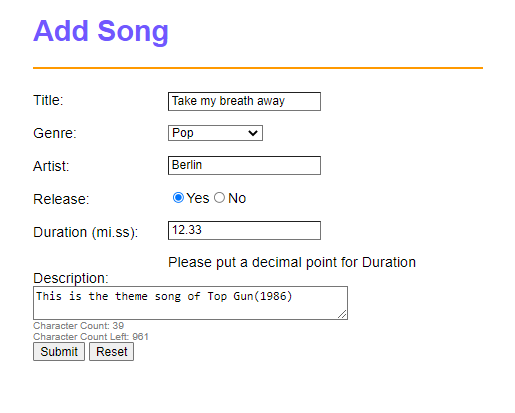 Add Song
Title: Take my breath away
Genre: Pop
Artist: Berlin
Release: Yes No
Duration (mi.ss): 12.33
Please put a decimal point for Duration
Description:
This is the theme song of Top Gun(1986)
Character Count: 39
Character Count Left: 961
Submit Reset